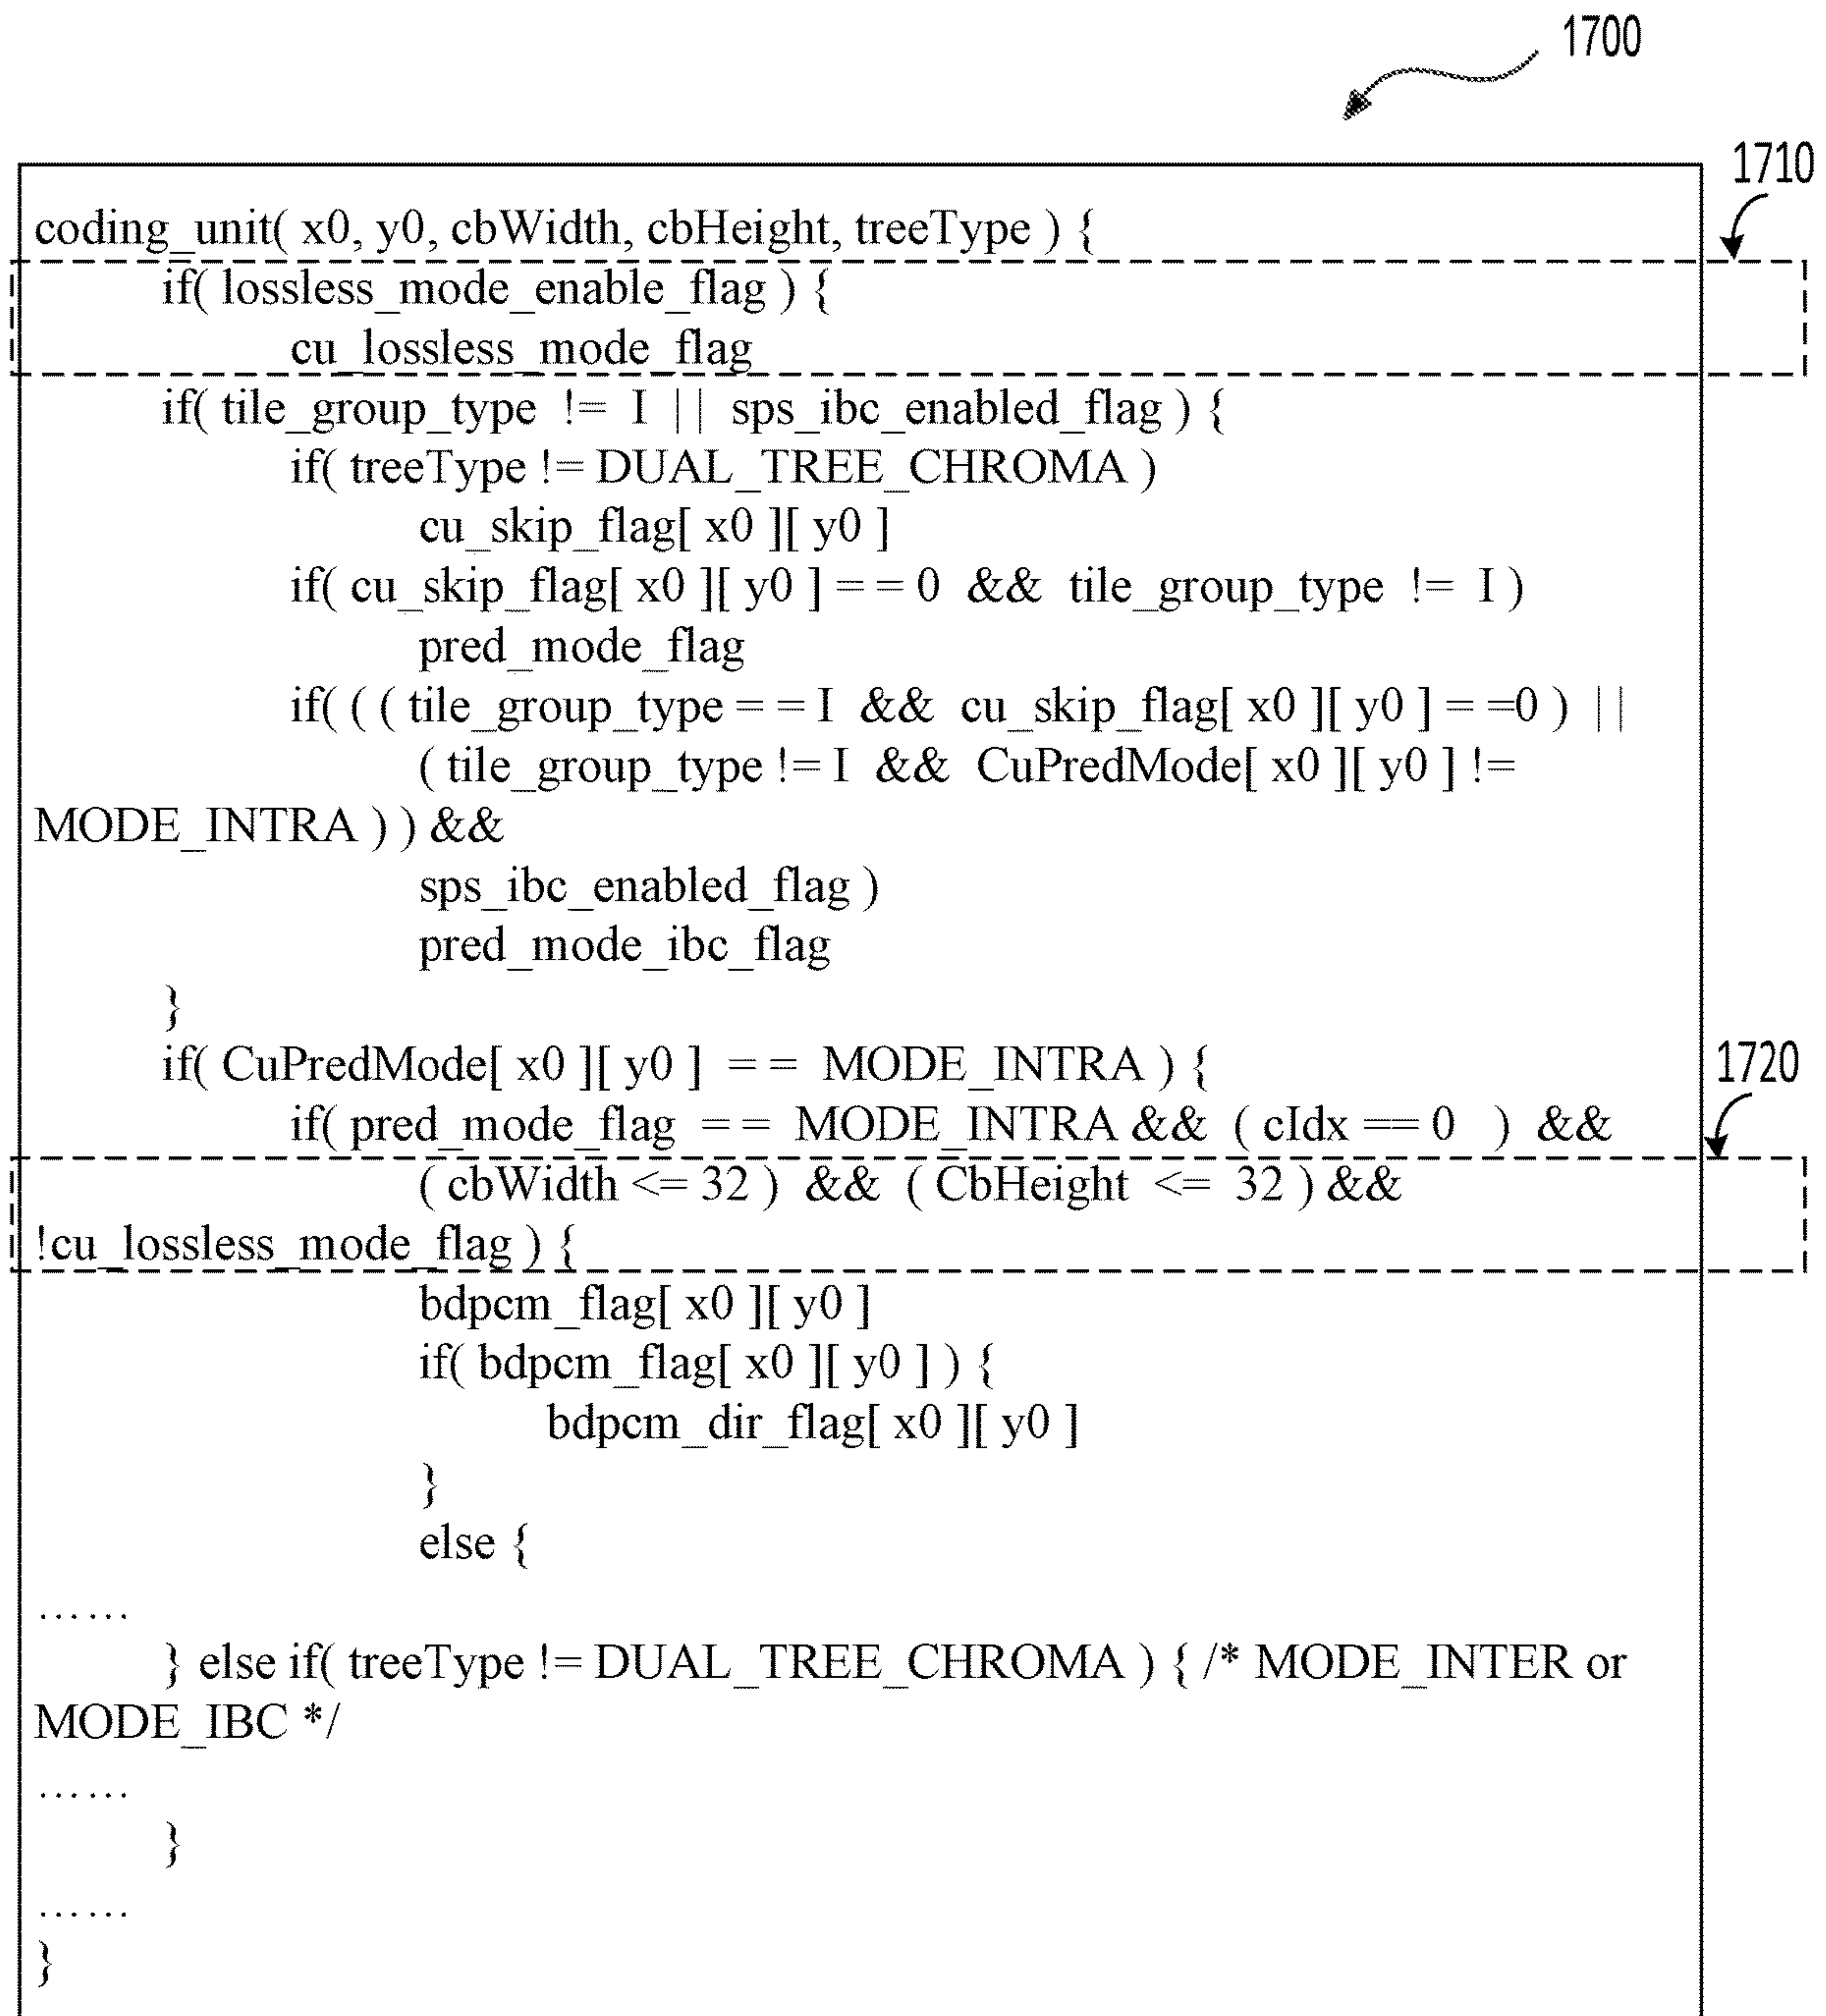 1700
1710
coding_unit( x0, y0, cbWidth, cbHeight, treeType ) {
if( lossless_mode_enable_flag ) {
cu_lossless_mode_flag
if( tile_group_type != I || sps_ibc_enabled_flag ) {
if( treeType != DUAL_TREE_CHROMA )
cu_skip_flag[ x0 ][ y0 ]
if( cu_skip_flag[ x0 ][ y0 ] = = 0 && tile_group_type != I )
pred_mode_flag
if( ( ( tile_group_type = = I && cu_skip_flag[ x0 ][ y0 ] = =0 ) ||
( tile_group_type != I && CuPredMode[ x0 ][ y0 ] !=
MODE_INTRA ) ) &&
sps_ibc_enabled_flag )
pred_mode_ibc_flag
}
if( CuPredMode[ x0 ][ y0 ] = = MODE_INTRA ) {
1720
if( pred_mode_flag = = MODE_INTRA && ( cIdx == 0 ) &&
( cbWidth <= 32 ) && ( CbHeight <= 32 ) &&
!cu_lossless_mode_flag ) {
bdpcm_flag[ x0 ][ y0 ]
if( bdpcm_flag[ x0 ][ y0 ] ) {
bdpcm_dir_flag[ x0 ][ y0 ]
}
else {
……
} else if( treeType != DUAL_TREE_CHROMA ) { /* MODE_INTER or
MODE_IBC */
……
}
……
}